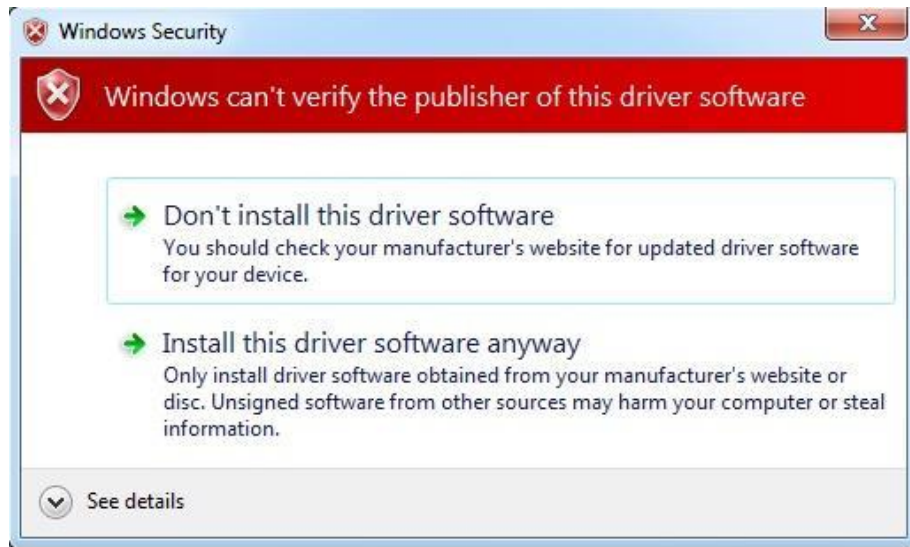 Windows Security
Windows can't verify the publisher of this driver software
Don't install this driver software
You should check your manufacturer's website for updated driver software
for your device.
Install this driver software anyway
Only install driver software obtained from your manufacturer's website or
disc. Unsigned software from other sources may harm your computer or steal
information.
See details